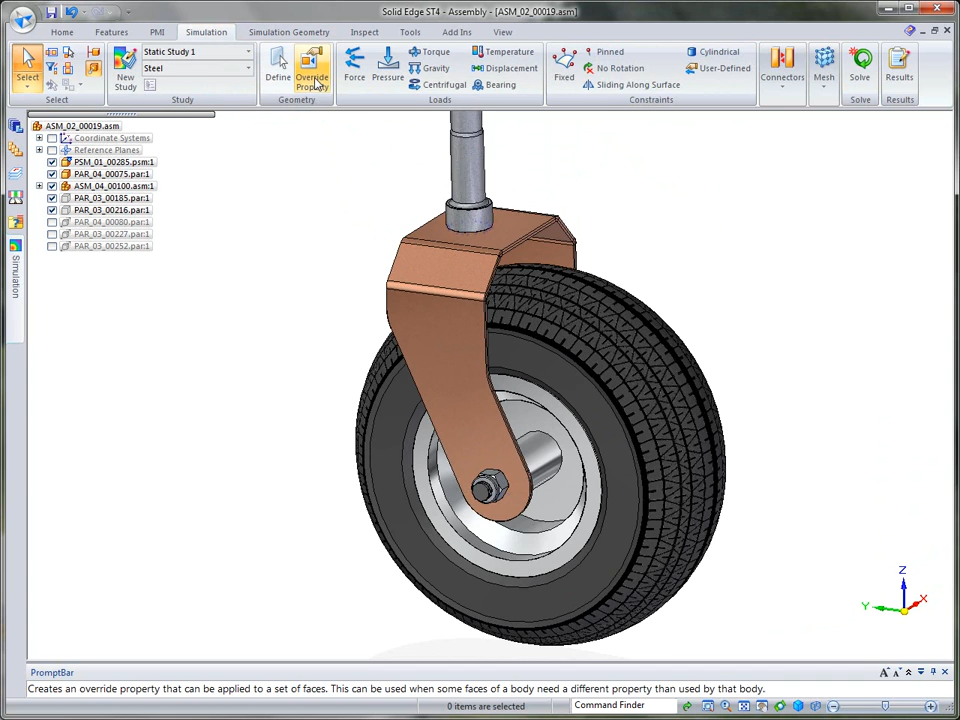 Solid Edge ST4 - Assembly - [ASM_02_00019.asm]
Home Features PMI Simulation Simulation Geometry Inspect Tools Add Ins View
Select
New Study
Static Study 1
Steel
Define
Override Property
Force
Pressure
Torque
Gravity
Centrifugal
Temperature
Displacement
Bearing
Fixed
Pinned
No Rotation
Sliding Along Surface
Cylindrical
User-Defined
Connectors
Mesh
Solve
Results
Select Study Geometry Loads Constraints Solve Results
ASM_02_00019.asm
Coordinate Systems
Reference Planes
PSM_01_00285.psm:1
PAR_04_00075.par:1
ASM_04_00100.asm:1
PAR_03_00185.par:1
PAR_03_00216.par:1
PAR_04_00080.par:1
PAR_03_00227.par:1
PAR_03_00252.par:1
Simulation
Z
Y
X
PromptBar
Creates an override property that can be applied to a set of faces. This can be used when some faces of a body need a different property than used by that body.
0 items are selected
Command Finder